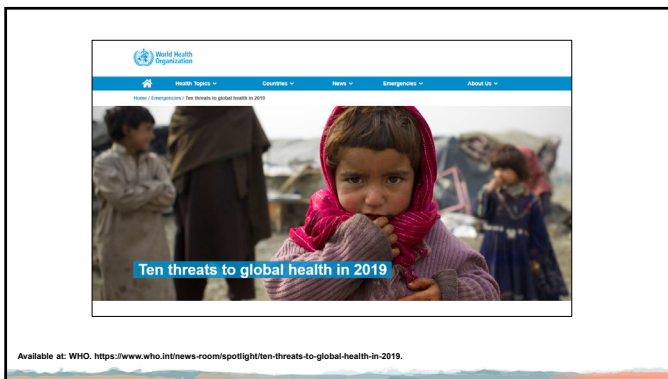 World Health
Organization
Health Topics Countries News Emergencies About Us
Home / Emergencies / Ten threats to global health in 2019
Ten threats to global health in 2019
Available at: WHO. https://www.who.int/news-room/spotlight/ten-threats-to-global-health-in-2019.